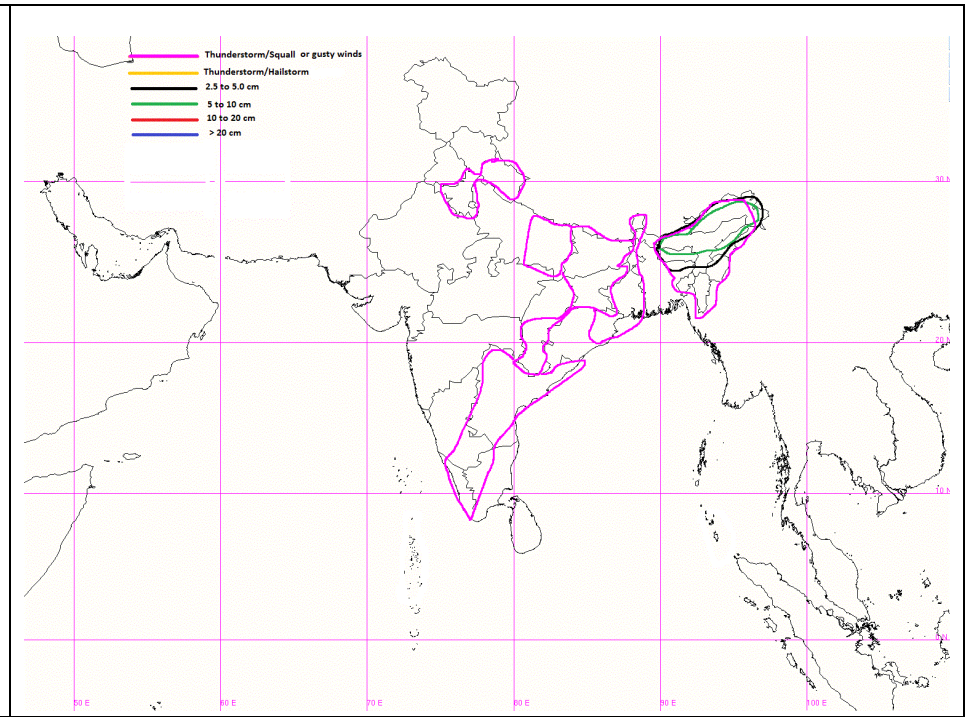 Thunderstorm/Squall or gusty winds
Thunderstorm/Hailstorm
2.5 to 5.0 cm
5 to 10 cm
10 to 20 cm
> 20 cm
30 N
20 N
10 N
50 E
60 E
70 E
80 E
90 E
100 E